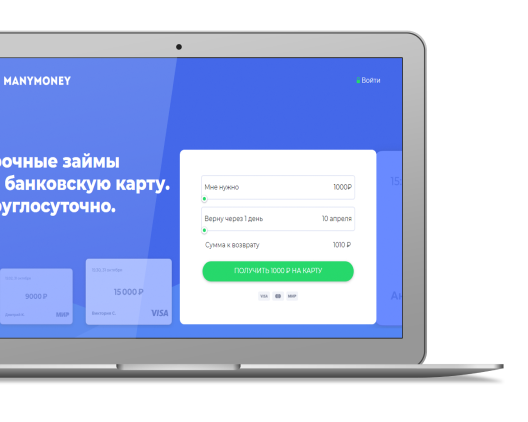 MANYMONEY
Войти
рочные займы
банковскую карту.
руглосуточно.
Мне нужно 1000₽
Верну через 1 день 10 апреля
Сумма к возврату 1010 ₽
ПОЛУЧИТЬ 1000 ₽ НА КАРТУ
VISA МИР
9000 ₽
МИР
15 000 ₽
VISA